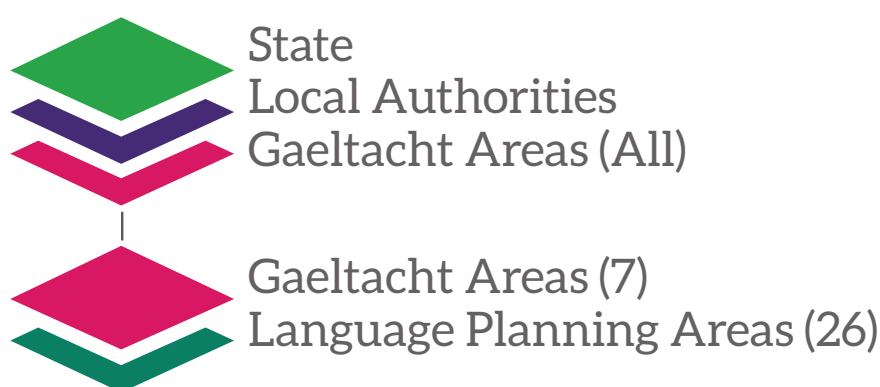 State
Local Authorities
Gaeltacht Areas (All)
Gaeltacht Areas (7)
Language Planning Areas (26)